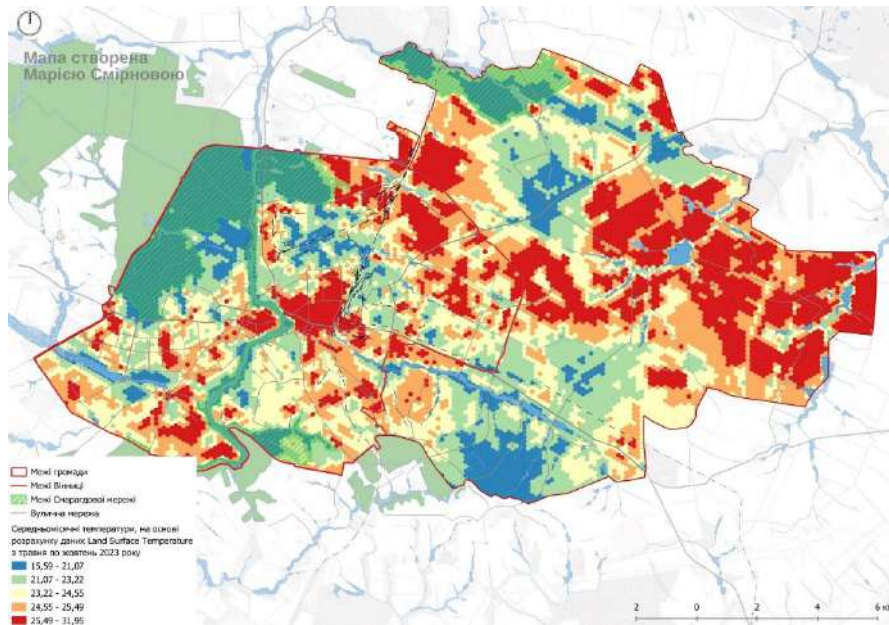 Мапа створена
Марією Смірновою
Межі громади
Межі Вінниці
Межі Смарагдової мережі
Вулична мережа
Середньомісячні температури, на основі
розрахунку даних Land Surface Temperature
з травня по жовтень 2023 року
15,59 - 21,07
21,07 - 23,22
23,22 - 24,55
24,55 - 25,49
25,49 - 31,95
2 0 2 4 6 км